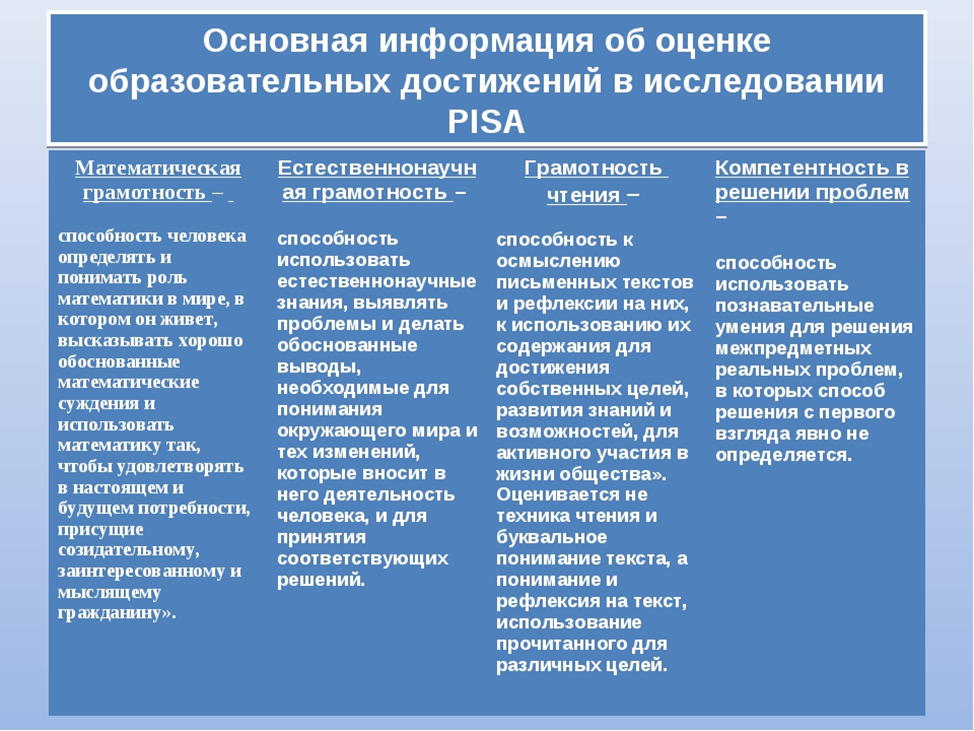 Основная информация об оценке
образовательных достижений в исследовании
PISA
Математическая
грамотность –
способность человека
определять и
понимать роль
математики в мире, в
котором он живет,
высказывать хорошо
обоснованные
математические
суждения и
использовать
математику так,
чтобы удовлетворять
в настоящем и
будущем потребности,
присущие
созидательному,
заинтересованному и
мыслящему
гражданину».
Естественнонаучн
ая грамотность –
способность
использовать
естественнонаучные
знания, выявлять
проблемы и делать
обоснованные
выводы,
необходимые для
понимания
окружающего мира и
тех изменений,
которые вносит в
него деятельность
человека, и для
принятия
соответствующих
решений.
Грамотность
чтения –
способность к
осмыслению
письменных текстов
и рефлексии на них,
к использованию их
содержания для
достижения
собственных целей,
развития знаний и
возможностей, для
активного участия в
жизни общества».
Оценивается не
техника чтения и
буквальное
понимание текста, а
понимание и
рефлексия на текст,
использование
прочитанного для
различных целей.
Компетентность в
решении проблем
–
способность
использовать
познавательные
умения для решения
межпредметных
реальных проблем,
в которых способ
решения с первого
взгляда явно не
определяется.